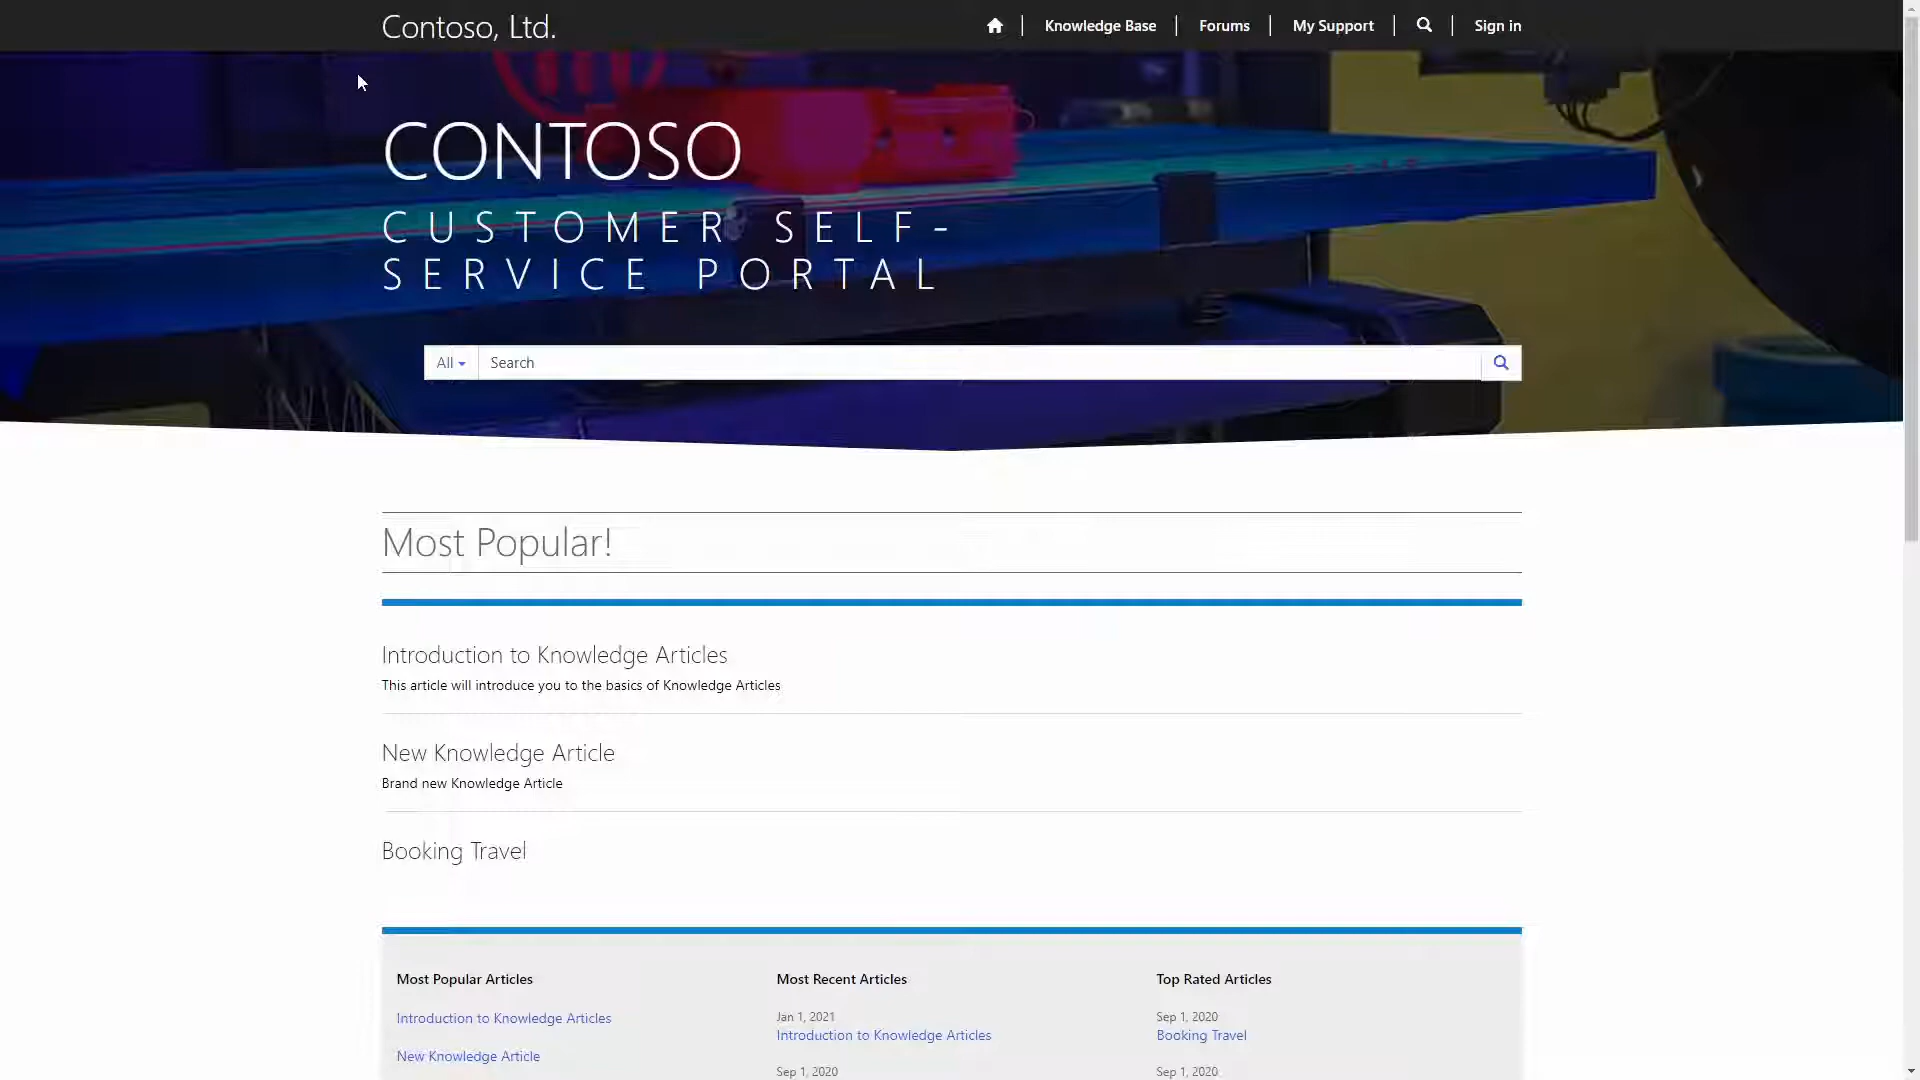 Contoso, Ltd.
Knowledge Base
Forums
My Support
Sign in
CONTOSO
CUSTOMER SELF-
SERVICE PORTAL
All
Search
Most Popular!
Introduction to Knowledge Articles
This article will introduce you to the basics of Knowledge Articles
New Knowledge Article
Brand new Knowledge Article
Booking Travel
Most Popular Articles
Introduction to Knowledge Articles
New Knowledge Article
Most Recent Articles
Jan 1, 2021
Introduction to Knowledge Articles
Sep 1, 2020
Top Rated Articles
Sep 1, 2020
Booking Travel
Sep 1, 2020